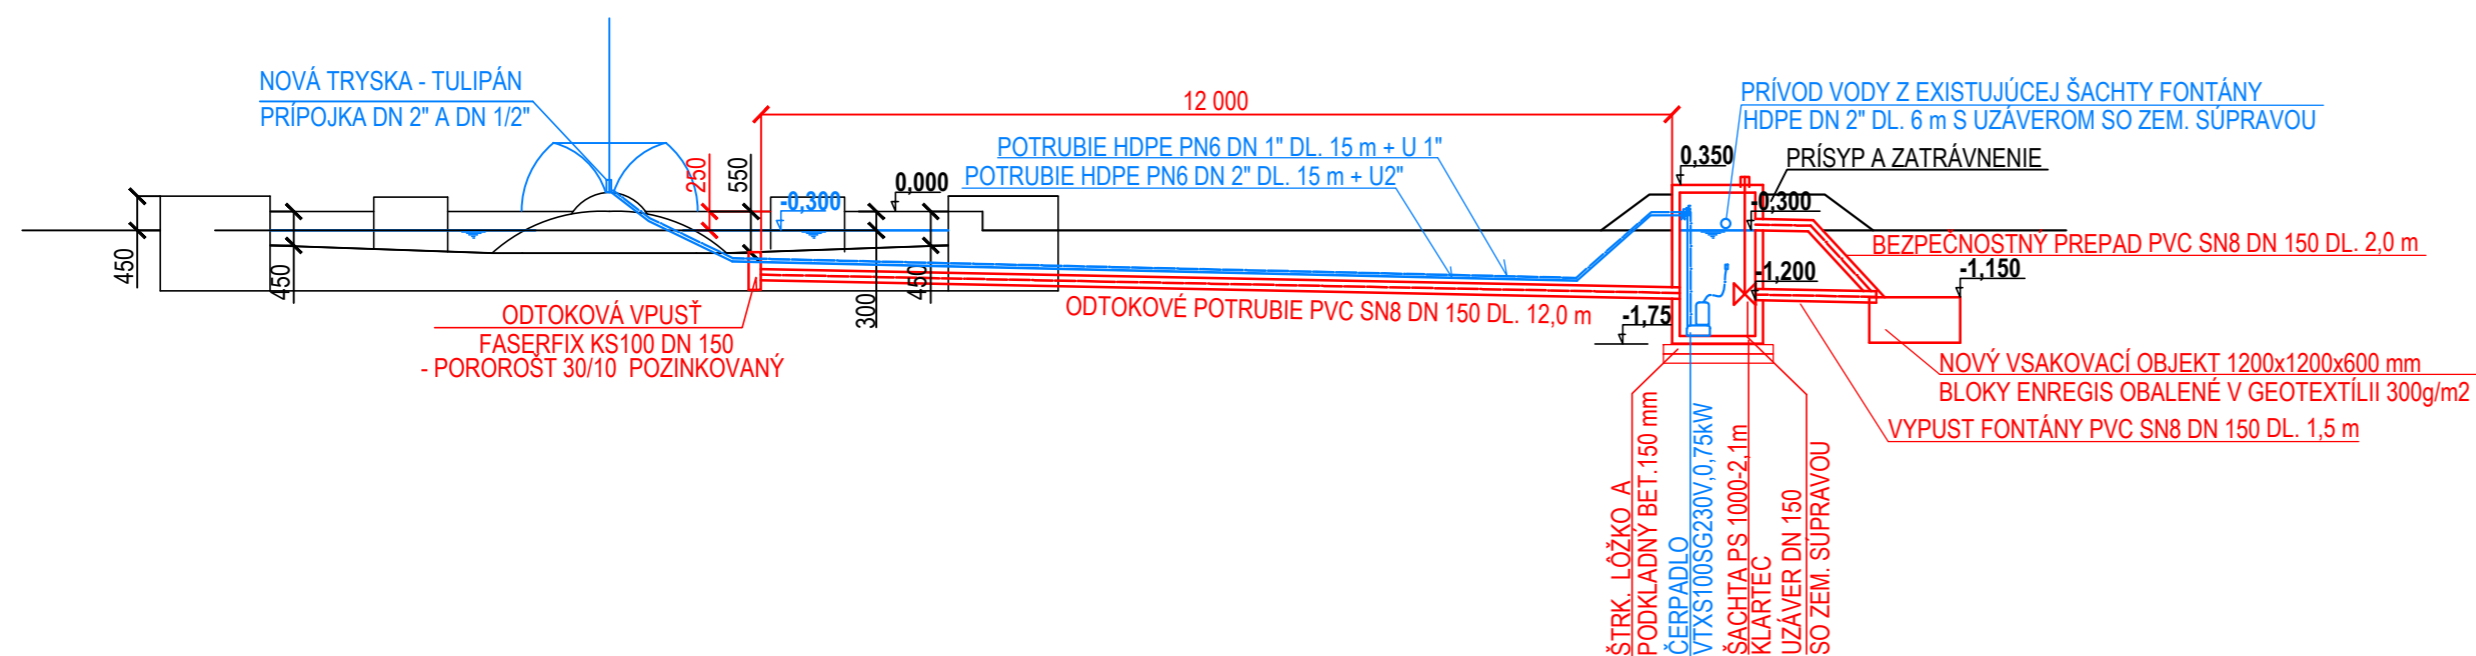 NOVÁ TRYSKA - TULIPÁN
PRÍPOJKA DN 2" A DN 1/2"
12 000
PRÍVOD VODY Z EXISTUJÚCEJ ŠACHTY FONTÁNY
HDPE DN 2" DL. 6 m S UZÁVEROM SO ZEM. SÚPRAVOU
POTRUBIE HDPE PN6 DN 1" DL. 15 m + U 1"
POTRUBIE HDPE PN6 DN 2" DL. 15 m + U2"
0,350
PRÍSYP A ZATRÁVNENIE
250
550
0,000
-0,300
-0,300
450
450
450
300
BEZPEČNOSTNÝ PREPAD PVC SN8 DN 150 DL. 2,0 m
-1,200
-1,150
-1,75
ODTOKOVÉ POTRUBIE PVC SN8 DN 150 DL. 12,0 m
ODTOKOVÁ VPUSŤ
FASERFIX KS100 DN 150
- POROROŠT 30/10 POZINKOVANÝ
NOVÝ VSAKOVACÍ OBJEKT 1200x1200x600 mm
BLOKY ENREGIS OBALENÉ V GEOTEXTÍLII 300g/m2
VYPUST FONTÁNY PVC SN8 DN 150 DL. 1,5 m
ŠTRK. LÔŽKO A
PODKLADNÝ BET.150 mm
ČERPADLO
VTXS100SG230V,0,75kW
ŠACHTA PS 1000-2,1m
KLARTEC
UZÁVER DN 150
SO ZEM. SÚPRAVOU